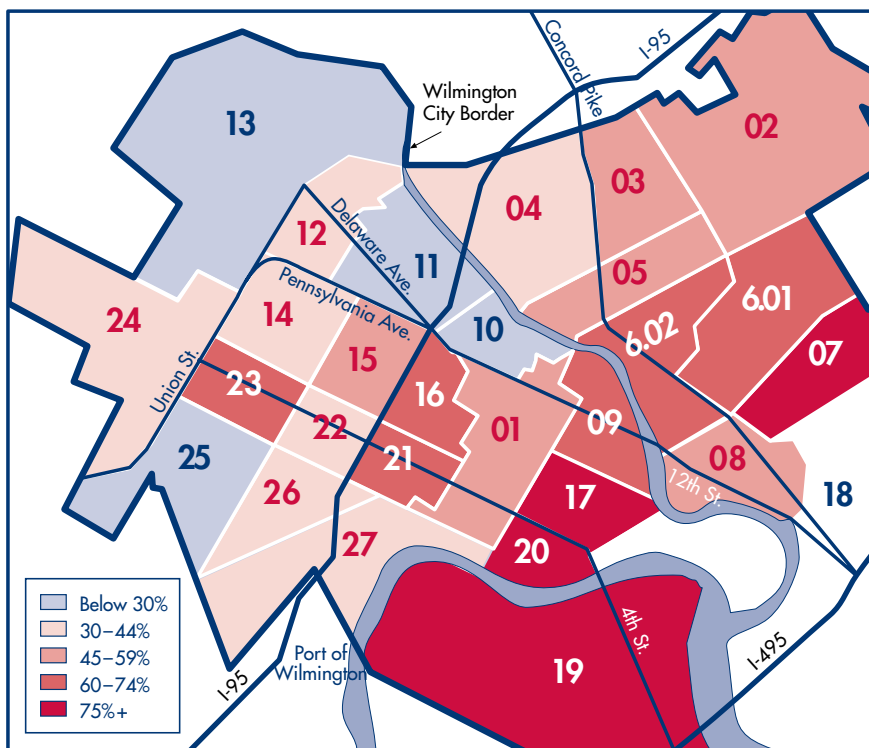 Concord Pike
I-95
Wilmington
City Border
13
02
03
04
12
Delaware Ave.
11
05
6.01
24
Pennsylvania Ave.
14
10
6.02
07
15
Union St.
23
16
22
01
09
21
08
25
12th St.
18
26
17
27
20
Below 30%
30–44%
45–59%
60–74%
75%+
4th St.
I-95
Port of
Wilmington
19
I-495